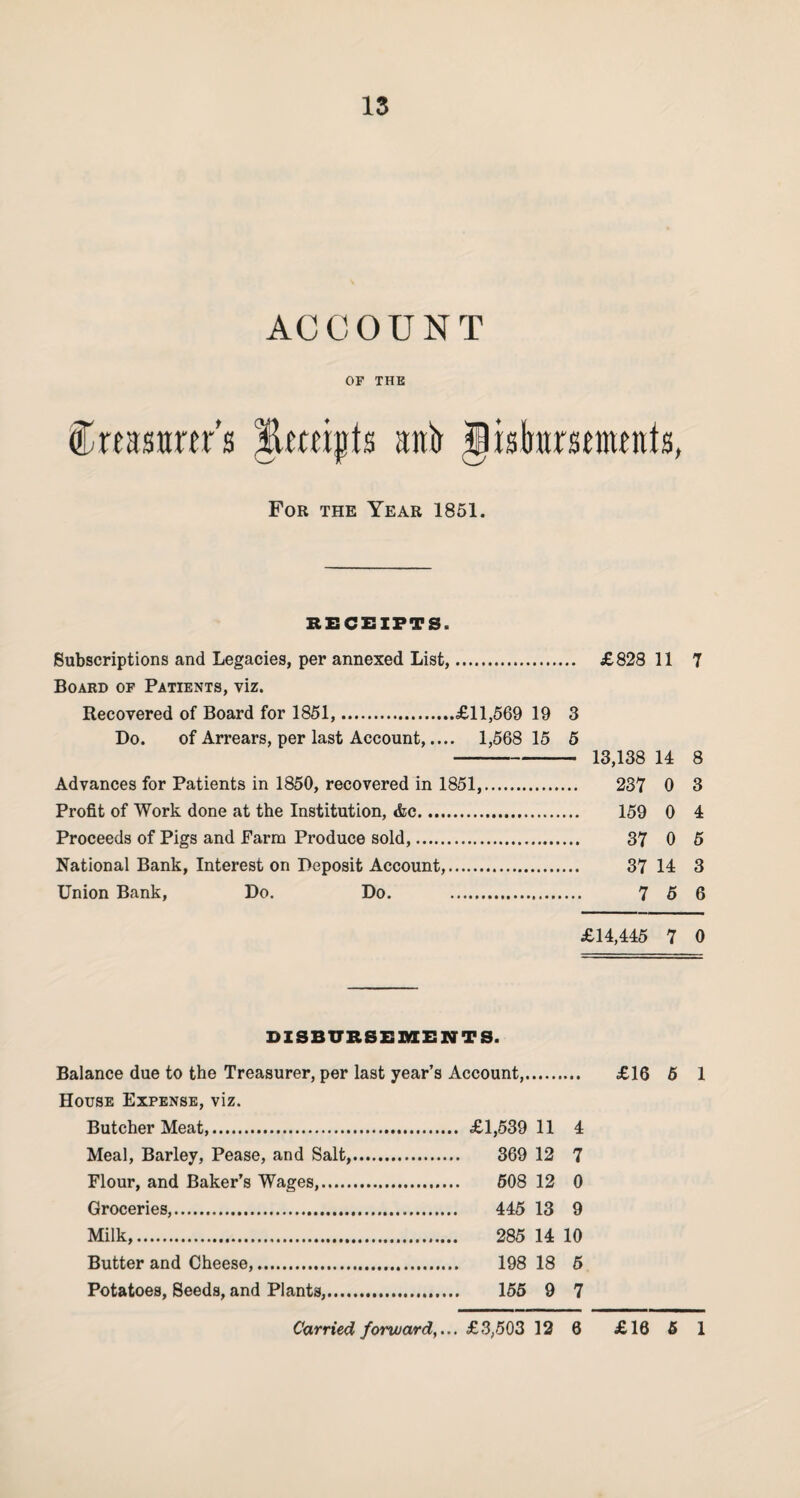 13
ACCOUNT
OF THE
Treasurer's Receipts and Disbursements,
For the Year 1851.
RECEIPTS.
Subscriptions and Legacies, per annexed List,.................... £828 11 7
Board of Patients, viz.
Recovered of Board for 1851,....................£11,569 19 3
Do. of Arrears, per last Account,.... 1,568 15 5
13,138 14 8
Advances for Patients in 1850, recovered in 1851,................ 237 0 3
Profit of Work done at the Institution, &c........................... 159 0 4
Proceeds of Pigs and Farm Produce sold,............................ 37 0 5
National Bank, Interest on Deposit Account,....................... 37 14 3
Union Bank, Do. Do. ....................... 7 5 6
£14,445 7 0
DISBURSEMENTS.
Balance due to the Treasurer, per last year's Account,.......... £16 5 1
House Expense, viz.
Butcher Meat,........................................... £1,539 11 4
Meal, Barley, Pease, and Salt,................... 369 12 7
Flour, and Baker's Wages,........................ 508 12 0
Groceries,................................................. 445 13 9
Milk,........................................................ 285 14 10
Butter and Cheese,................................... 198 18 5
Potatoes, Seeds, and Plants,....................... 155 9 7
Carried forward,... £3,503 12 6 £16 5 1